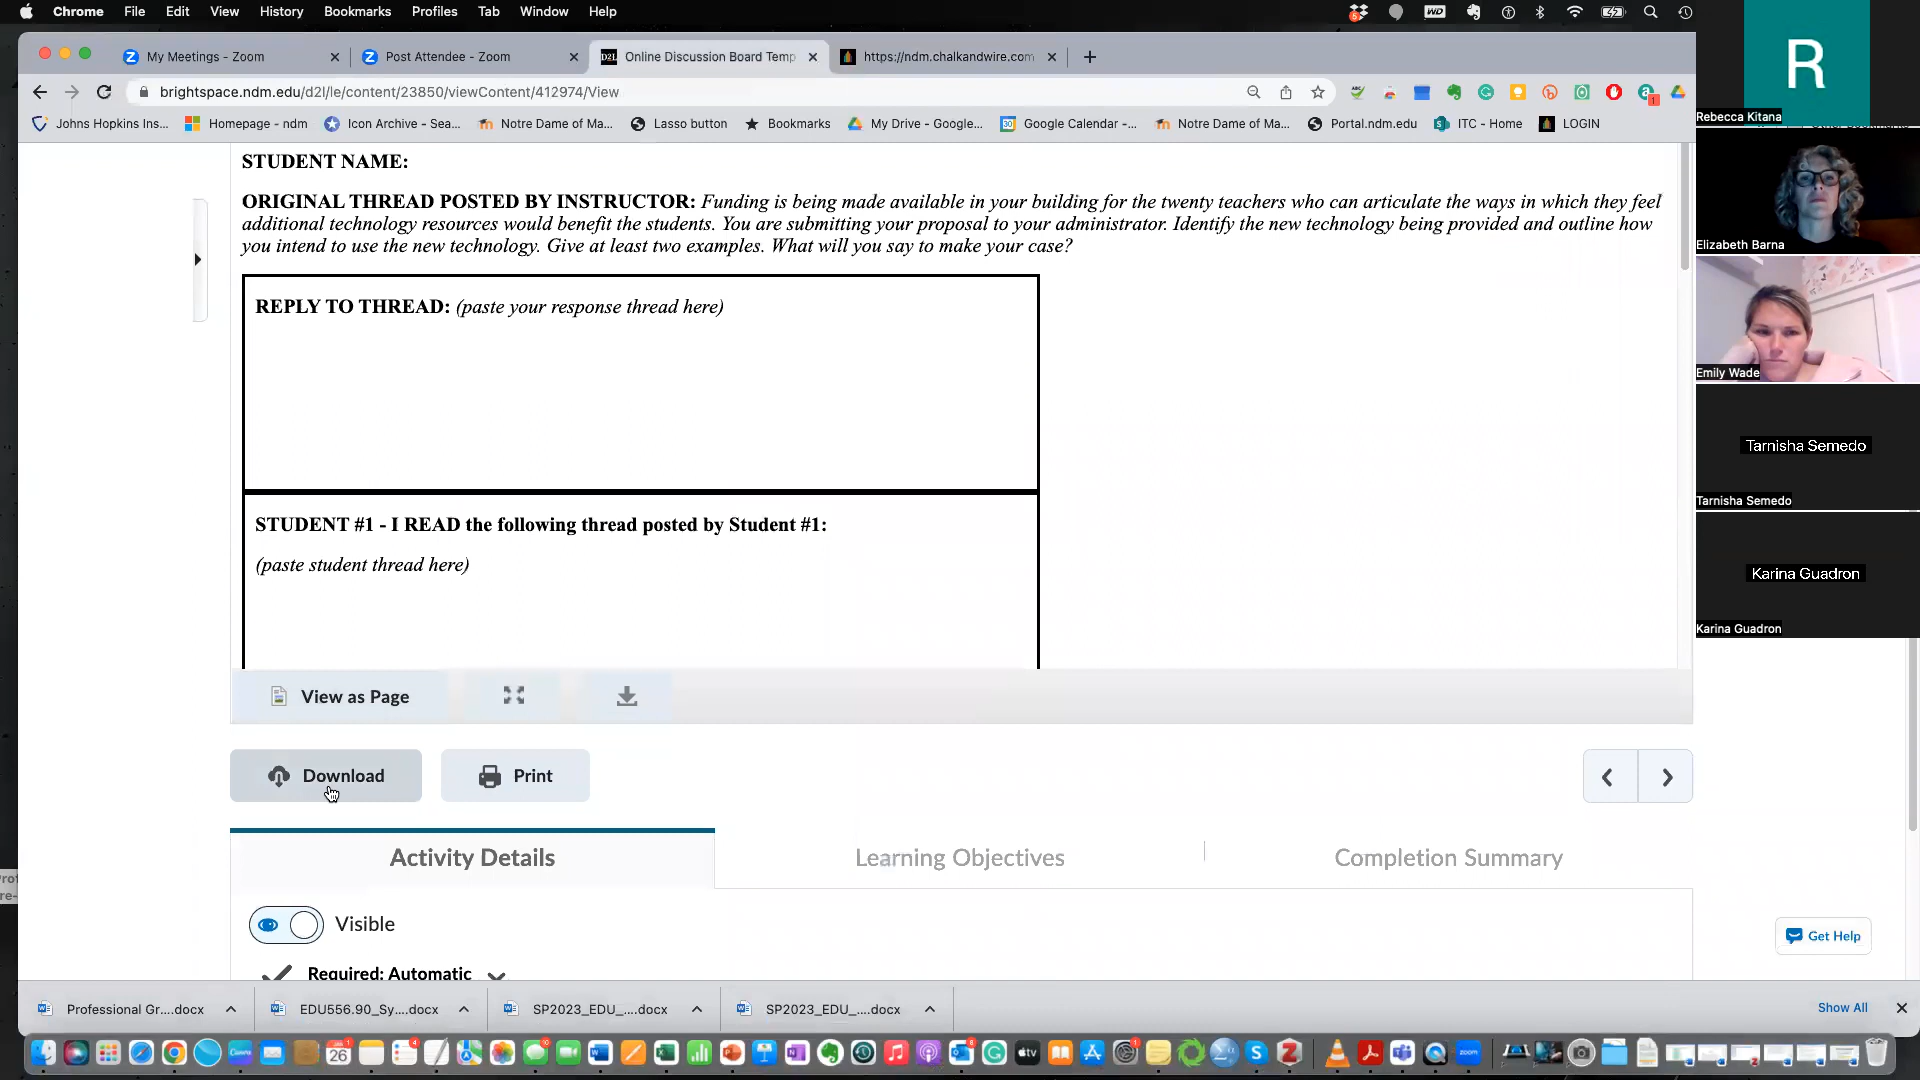 Chrome File Edit View History Bookmarks Profiles Tab Window Help
My Meetings - Zoom
Post Attendee - Zoom
Online Discussion Board Temp
https://ndm.chalkandwire.com
brightspace.ndm.edu/d2l/le/content/23850/viewContent/412974/View
Johns Hopkins Ins... Homepage - ndm Icon Archive - Sea... Notre Dame of Ma... Lasso button Bookmarks My Drive - Google... Google Calendar -... Notre Dame of Ma... Portal.ndm.edu ITC - Home LOGIN
STUDENT NAME:
ORIGINAL THREAD POSTED BY INSTRUCTOR: Funding is being made available in your building for the twenty teachers who can articulate the ways in which they feel
additional technology resources would benefit the students. You are submitting your proposal to your administrator. Identify the new technology being provided and outline how
you intend to use the new technology. Give at least two examples. What will you say to make your case?
REPLY TO THREAD: (paste your response thread here)
STUDENT #1 - I READ the following thread posted by Student #1:
(paste student thread here)
View as Page
Download
Print
Activity Details
Learning Objectives
Completion Summary
Visible
Required: Automatic
Get Help
Professional Gr....docx
EDU556.90_Sy....docx
SP2023_EDU_....docx
SP2023_EDU_....docx
Show All
R
Rebecca Kitana
Elizabeth Barna
Emily Wade
Tarnisha Semedo
Tarnisha Semedo
Karina Guadron
Karina Guadron